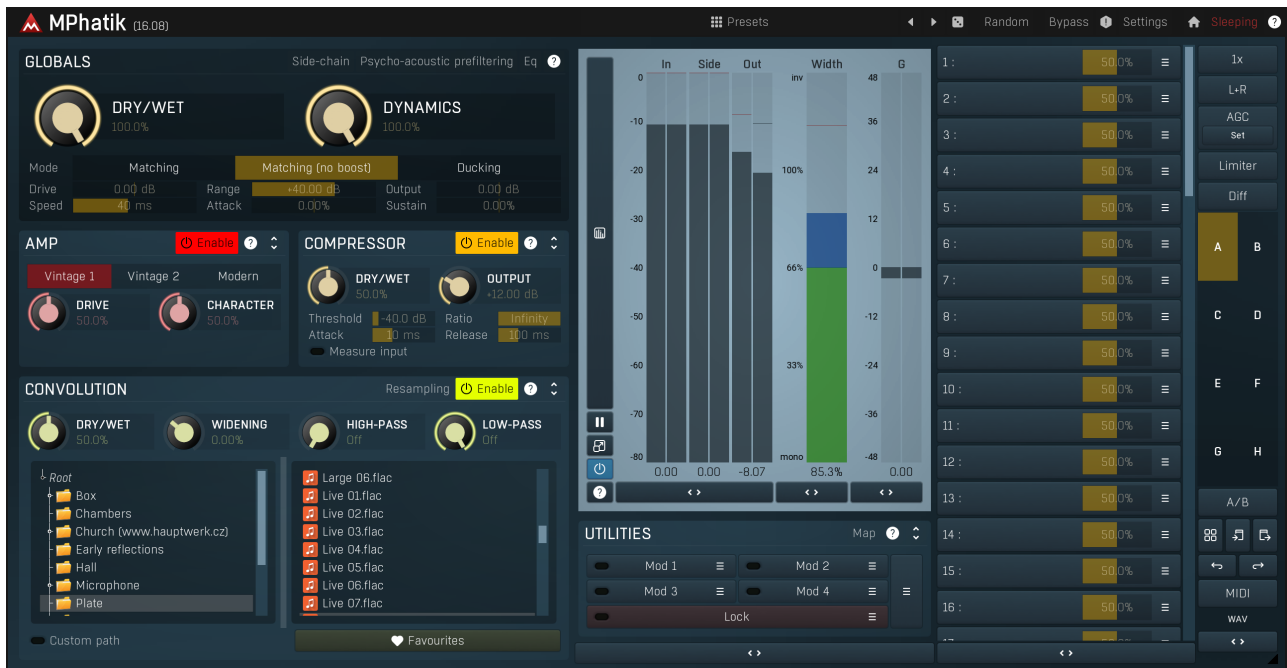 MPhatik (16.08)
Presets
Random Bypass Settings Sleeping ?
GLOBALS
Side-chain Psycho-acoustic prefiltering Eq ?
DRY/WET
100.0%
DYNAMICS
100.0%
Mode Matching Matching (no boost) Ducking
Drive 0.00 dB Range +40.00 dB Output 0.00 dB
Speed 40 ms Attack 0.00% Sustain 0.00%
AMP Enable ?
Vintage 1 Vintage 2 Modern
DRIVE
50.0%
CHARACTER
50.0%
COMPRESSOR Enable ?
DRY/WET
50.0%
OUTPUT
+12.00 dB
Threshold -40.0 dB Ratio Infinity
Attack 10 ms Release 100 ms
Measure input
CONVOLUTION Resampling Enable ?
DRY/WET
50.0%
WIDENING
0.00%
HIGH-PASS
Off
LOW-PASS
Off
Root
Box
Chambers
Church (www.hauptwerk.cz)
Early reflections
Hall
Microphone
Plate
Large 06.flac
Live 01.flac
Live 02.flac
Live 03.flac
Live 04.flac
Live 05.flac
Live 06.flac
Live 07.flac
Custom path
Favourites
In Side Out Width G
0 inv 48
-10 36
-20 100% 24
-30 12
-40 66% 0
-50 -12
-60 33% -24
-70 -36
-80 mono -48
0.00 0.00 -8.07 85.3% 0.00
?
UTILITIES Map ?
Mod 1 Mod 2
Mod 3 Mod 4
Lock
1 : 50.0%
2 : 50.0%
3 : 50.0%
4 : 50.0%
5 : 50.0%
6 : 50.0%
7 : 50.0%
8 : 50.0%
9 : 50.0%
10 : 50.0%
11 : 50.0%
12 : 50.0%
13 : 50.0%
14 : 50.0%
15 : 50.0%
16 : 50.0%
1x
L+R
AGC
Set
Limiter
Diff
A B
C D
E F
G H
A/B
MIDI
WAV